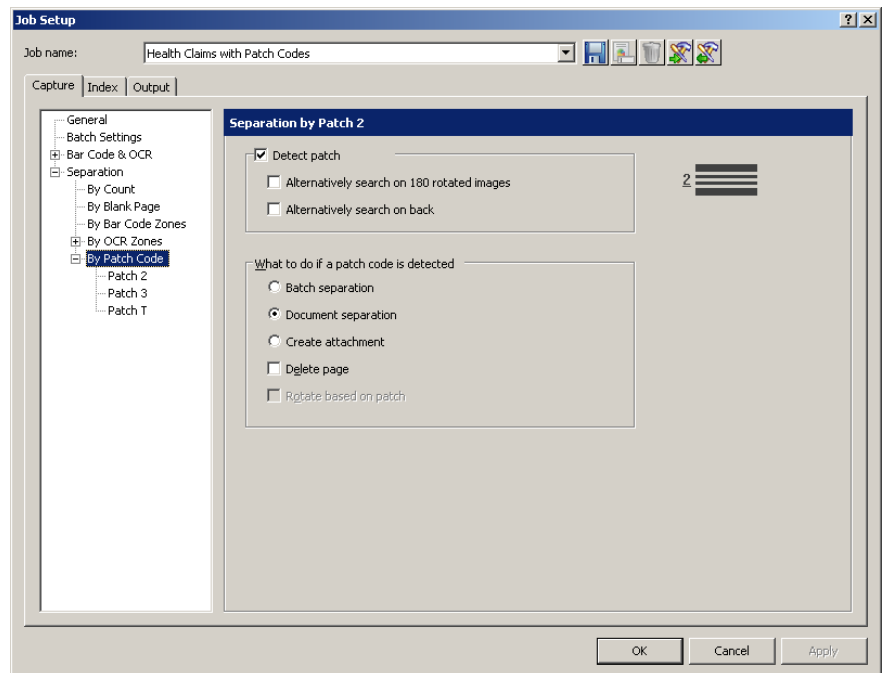 Job Setup
Job name: Health Claims with Patch Codes
Capture Index Output
General
Batch Settings
Bar Code & OCR
Separation
By Count
By Blank Page
By Bar Code Zones
By OCR Zones
By Patch Code
Patch 2
Patch 3
Patch T
Separation by Patch 2
Detect patch
Alternatively search on 180 rotated images
Alternatively search on back
2
What to do if a patch code is detected
Batch separation
Document separation
Create attachment
Delete page
Rotate based on patch
OK Cancel Apply